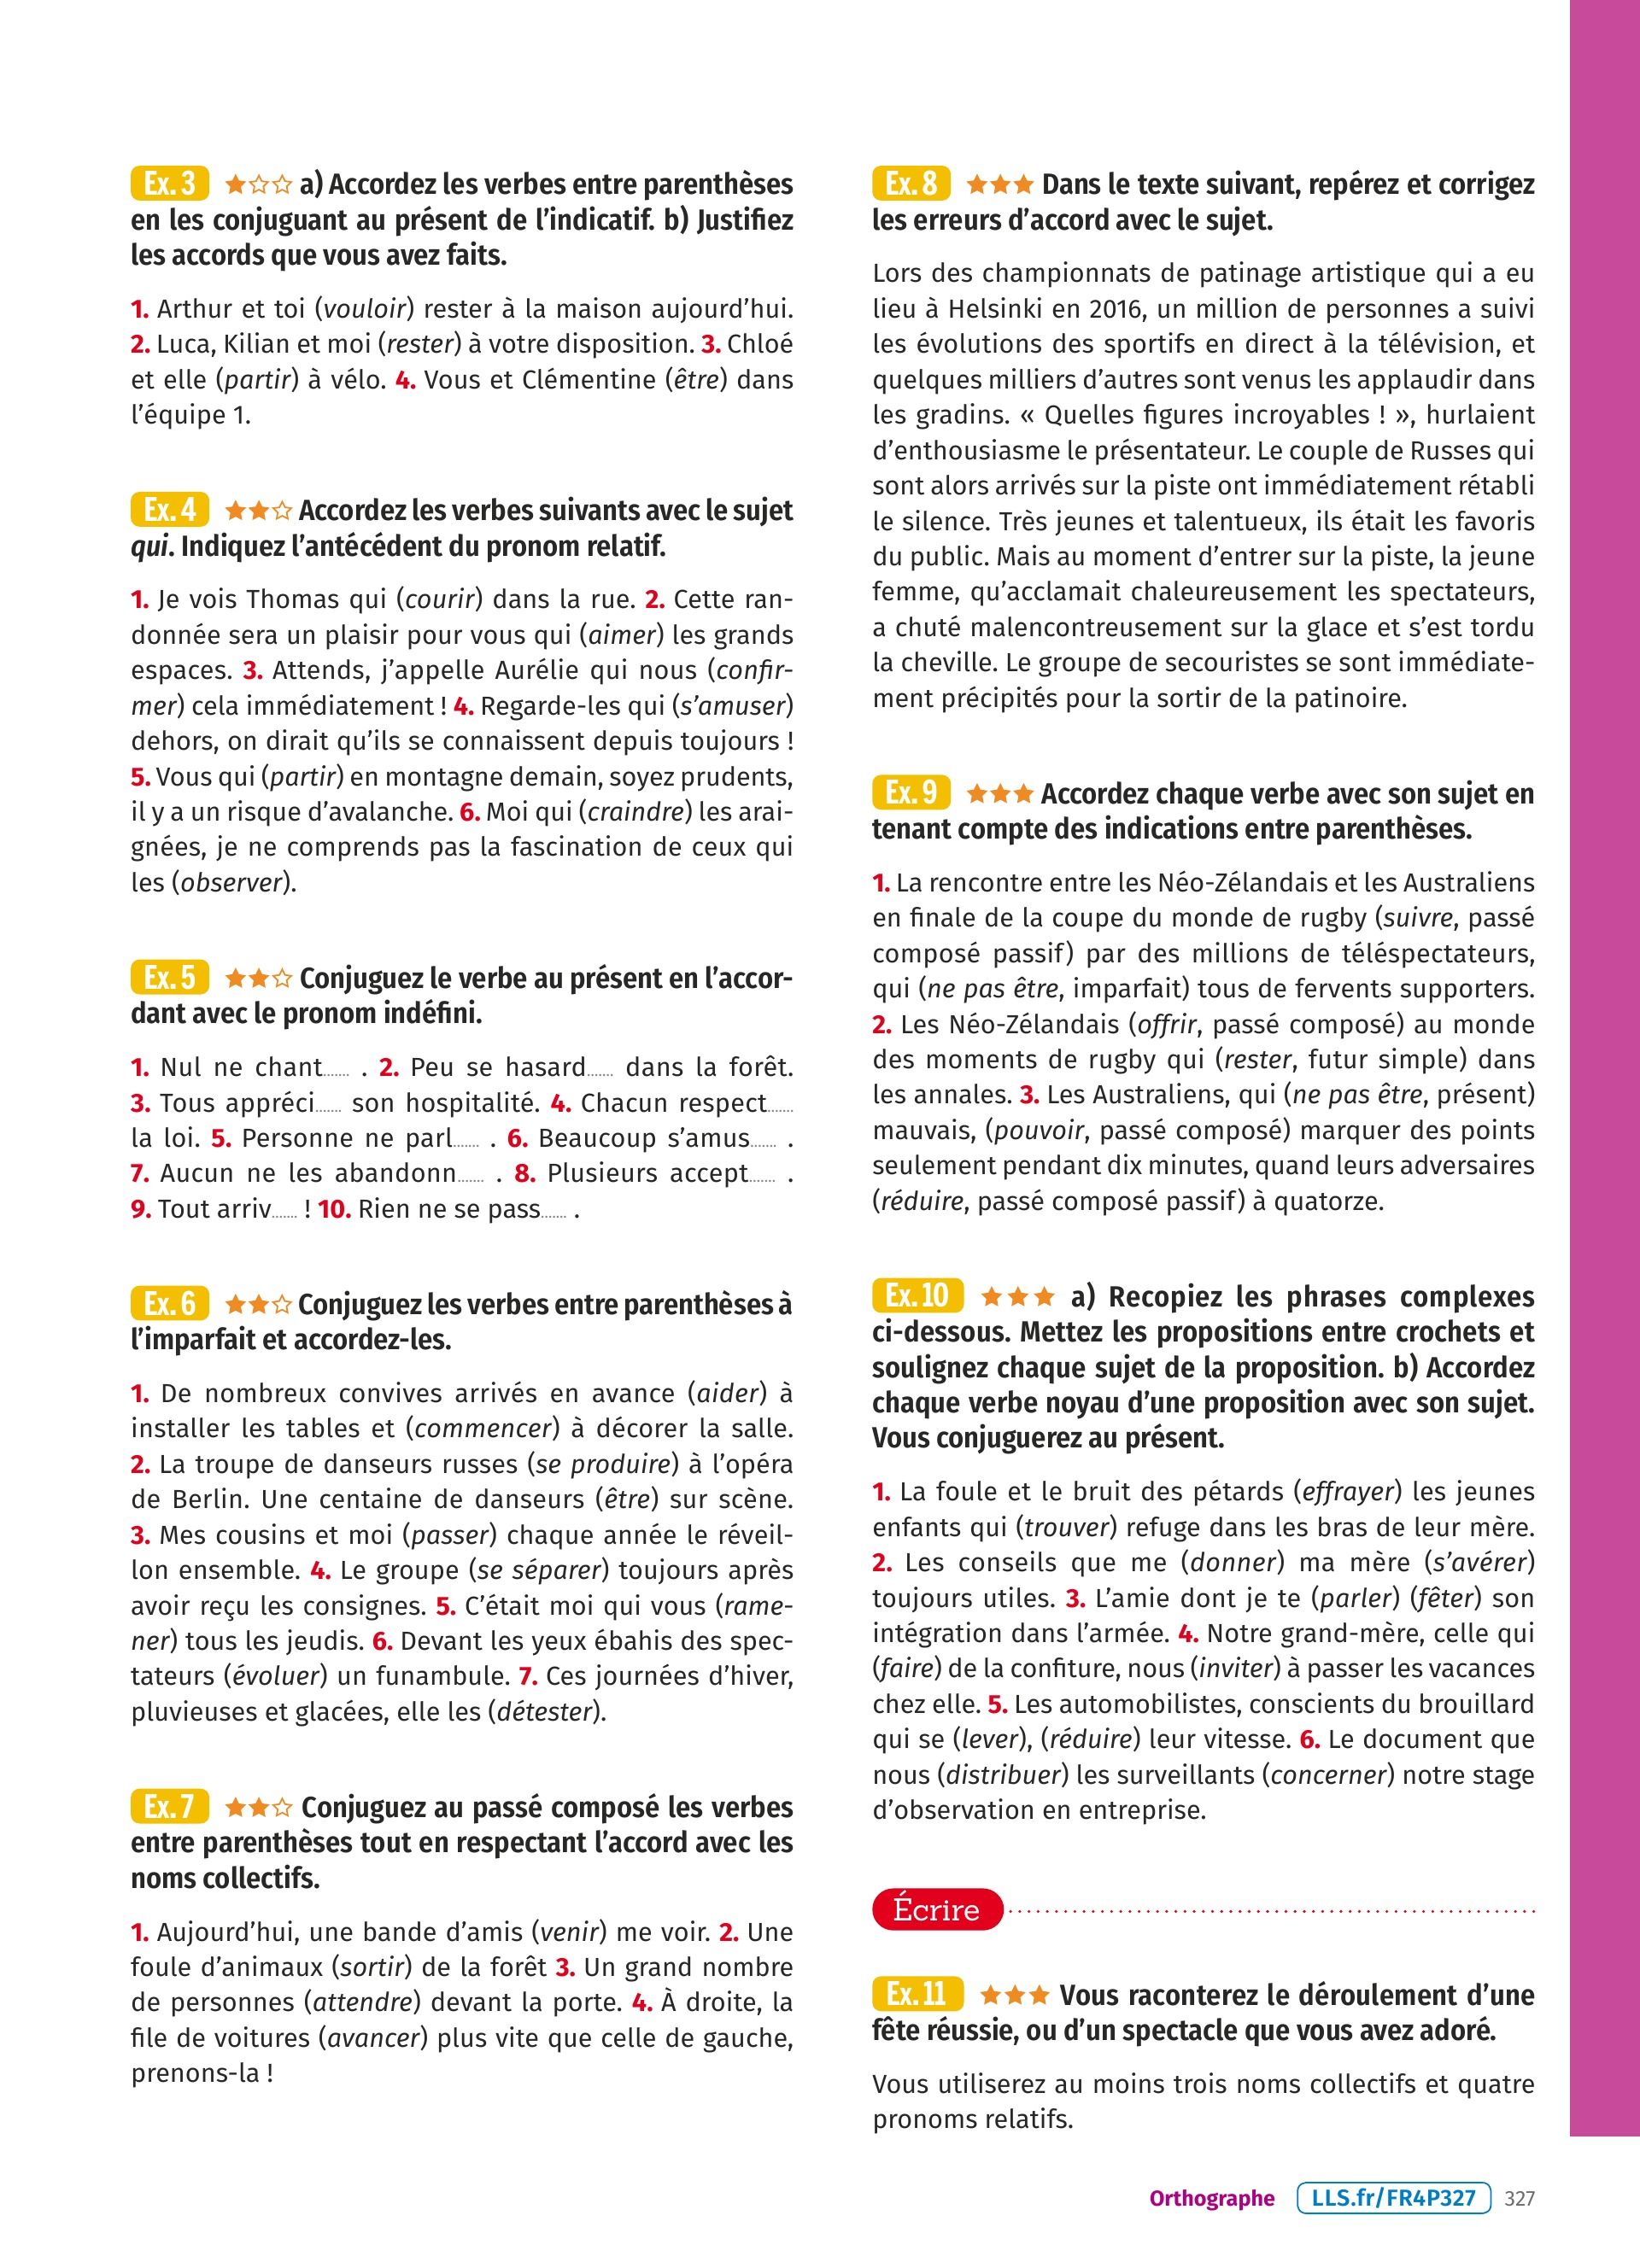 Ex. 3 ★☆☆ a) Accordez les verbes entre parenthèses
en les conjuguant au présent de l’indicatif. b) Justifiez
les accords que vous avez faits.
1. Arthur et toi (vouloir) rester à la maison aujourd’hui.
2. Luca, Kilian et moi (rester) à votre disposition. 3. Chloé
et elle (partir) à vélo. 4. Vous et Clémentine (être) dans
l’équipe 1.
Ex. 4 ★★☆ Accordez les verbes suivants avec le sujet
qui. Indiquez l’antécédent du pronom relatif.
1. Je vois Thomas qui (courir) dans la rue. 2. Cette ran-
donnée sera un plaisir pour vous qui (aimer) les grands
espaces. 3. Attends, j’appelle Aurélie qui nous (confir-
mer) cela immédiatement ! 4. Regarde-les qui (s’amuser)
dehors, on dirait qu’ils se connaissent depuis toujours !
5. Vous qui (partir) en montagne demain, soyez prudents,
il y a un risque d’avalanche. 6. Moi qui (craindre) les arai-
gnées, je ne comprends pas la fascination de ceux qui
les (observer).
Ex. 5 ★★☆ Conjuguez le verbe au présent en l’accor-
dant avec le pronom indéfini.
1. Nul ne chant....... . 2. Peu se hasard....... dans la forêt.
3. Tous appréci....... son hospitalité. 4. Chacun respect.......
la loi. 5. Personne ne parl....... . 6. Beaucoup s’amus....... .
7. Aucun ne les abandonn....... . 8. Plusieurs accept....... .
9. Tout arriv....... ! 10. Rien ne se pass....... .
Ex. 6 ★★☆ Conjuguez les verbes entre parenthèses à
l’imparfait et accordez-les.
1. De nombreux convives arrivés en avance (aider) à
installer les tables et (commencer) à décorer la salle.
2. La troupe de danseurs russes (se produire) à l’opéra
de Berlin. Une centaine de danseurs (être) sur scène.
3. Mes cousins et moi (passer) chaque année le réveil-
lon ensemble. 4. Le groupe (se séparer) toujours après
avoir reçu les consignes. 5. C’était moi qui vous (rame-
ner) tous les jeudis. 6. Devant les yeux ébahis des spec-
tateurs (évoluer) un funambule. 7. Ces journées d’hiver,
pluvieuses et glacées, elle les (détester).
Ex. 7 ★★☆ Conjuguez au passé composé les verbes
entre parenthèses tout en respectant l’accord avec les
noms collectifs.
1. Aujourd’hui, une bande d’amis (venir) me voir. 2. Une
foule d’animaux (sortir) de la forêt 3. Un grand nombre
de personnes (attendre) devant la porte. 4. À droite, la
file de voitures (avancer) plus vite que celle de gauche,
prenons-la !
Ex. 8 ★★★ Dans le texte suivant, repérez et corrigez
les erreurs d’accord avec le sujet.
Lors des championnats de patinage artistique qui a eu
lieu à Helsinki en 2016, un million de personnes a suivi
les évolutions des sportifs en direct à la télévision, et
quelques milliers d’autres sont venus les applaudir dans
les gradins. « Quelles figures incroyables ! », hurlaient
d’enthousiasme le présentateur. Le couple de Russes qui
sont alors arrivés sur la piste ont immédiatement rétabli
le silence. Très jeunes et talentueux, ils était les favoris
du public. Mais au moment d’entrer sur la piste, la jeune
femme, qu’acclamait chaleureusement les spectateurs,
a chuté malencontreusement sur la glace et s’est tordu
la cheville. Le groupe de secouristes se sont immédiate-
ment précipités pour la sortir de la patinoire.
Ex. 9 ★★★ Accordez chaque verbe avec son sujet en
tenant compte des indications entre parenthèses.
1. La rencontre entre les Néo-Zélandais et les Australiens
en finale de la coupe du monde de rugby (suivre, passé
composé passif) par des millions de téléspectateurs,
qui (ne pas être, imparfait) tous de fervents supporters.
2. Les Néo-Zélandais (offrir, passé composé) au monde
des moments de rugby qui (rester, futur simple) dans
les annales. 3. Les Australiens, qui (ne pas être, présent)
mauvais, (pouvoir, passé composé) marquer des points
seulement pendant dix minutes, quand leurs adversaires
(réduire, passé composé passif) à quatorze.
Ex. 10 ★★★ a) Recopiez les phrases complexes
ci-dessous. Mettez les propositions entre crochets et
soulignez chaque sujet de la proposition. b) Accordez
chaque verbe noyau d’une proposition avec son sujet.
Vous conjuguerez au présent.
1. La foule et le bruit des pétards (effrayer) les jeunes
enfants qui (trouver) refuge dans les bras de leur mère.
2. Les conseils que me (donner) ma mère (s’avérer)
toujours utiles. 3. L’amie dont je te (parler) (fêter) son
intégration dans l’armée. 4. Notre grand-mère, celle qui
(faire) de la confiture, nous (inviter) à passer les vacances
chez elle. 5. Les automobilistes, conscients du brouillard
qui se (lever), (réduire) leur vitesse. 6. Le document que
nous (distribuer) les surveillants (concerner) notre stage
d’observation en entreprise.
Écrire
Ex. 11 ★★★ Vous raconterez le déroulement d’une
fête réussie, ou d’un spectacle que vous avez adoré.
Vous utiliserez au moins trois noms collectifs et quatre
pronoms relatifs.
Orthographe LLS.fr/FR4P327 327